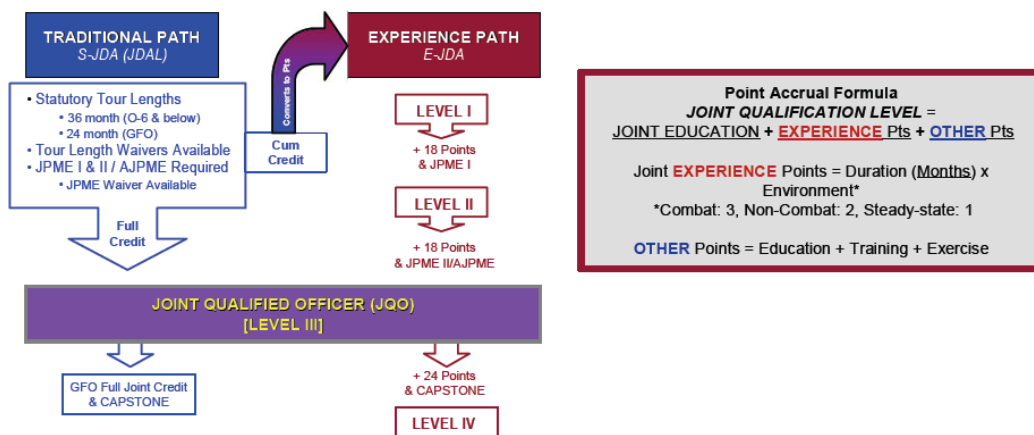 TRADITIONAL PATH
S-JDA (JDAL)
• Statutory Tour Lengths
• 36 month (O-6 & below)
• 24 month (GFO)
• Tour Length Waivers Available
• JPME I & II / AJPME Required
• JPME Waiver Available
Full
Credit
Cum
Credit
Converts to Pts
EXPERIENCE PATH
E-JDA
LEVEL I
+ 18 Points
& JPME I
LEVEL II
+ 18 Points
& JPME II/AJPME
JOINT QUALIFIED OFFICER (JQO)
[LEVEL III]
GFO Full Joint Credit
& CAPSTONE
+ 24 Points
& CAPSTONE
LEVEL IV
Point Accrual Formula
JOINT QUALIFICATION LEVEL =
JOINT EDUCATION + EXPERIENCE Pts + OTHER Pts
Joint EXPERIENCE Points = Duration (Months) x
Environment*
*Combat: 3, Non-Combat: 2, Steady-state: 1
OTHER Points = Education + Training + Exercise